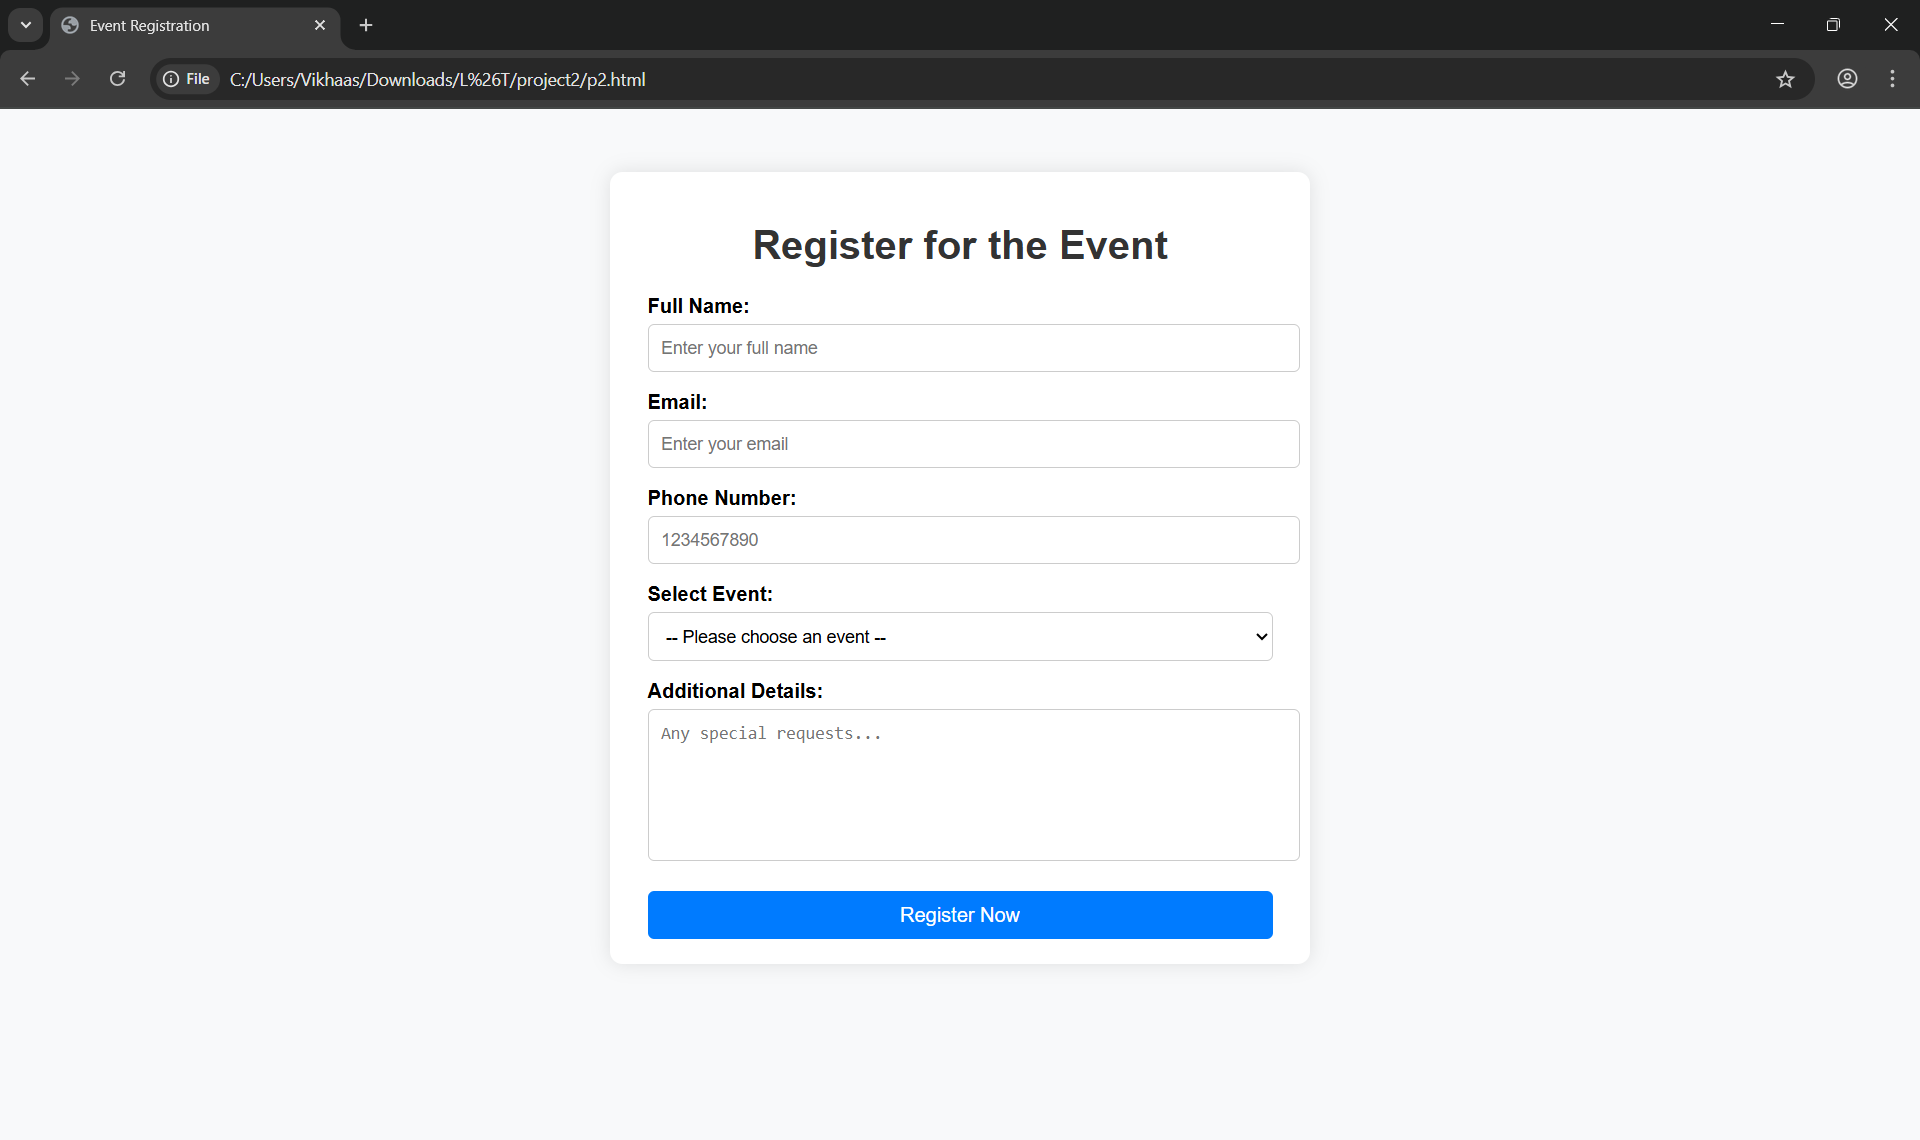 Event Registration
File
C:/Users/Vikhaas/Downloads/L%26T/project2/p2.html
Register for the Event
Full Name:
Enter your full name
Email:
Enter your email
Phone Number:
1234567890
Select Event:
-- Please choose an event --
Additional Details:
Any special requests...
Register Now